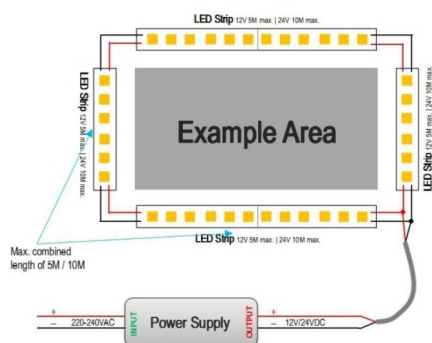 LED Strip 12V 5M max. | 24V 10M max.
LED Strip 12V 5M max. | 24V 10M max.
Example Area
LED Strip 12V 5M max. | 24V 10M max.
LED Strip 12V 5M max. | 24V 10M max.
Max. combined
length of 5M / 10M
+
–
220-240VAC
INPUT
Power Supply
OUTPUT
+
–
12V/24VDC